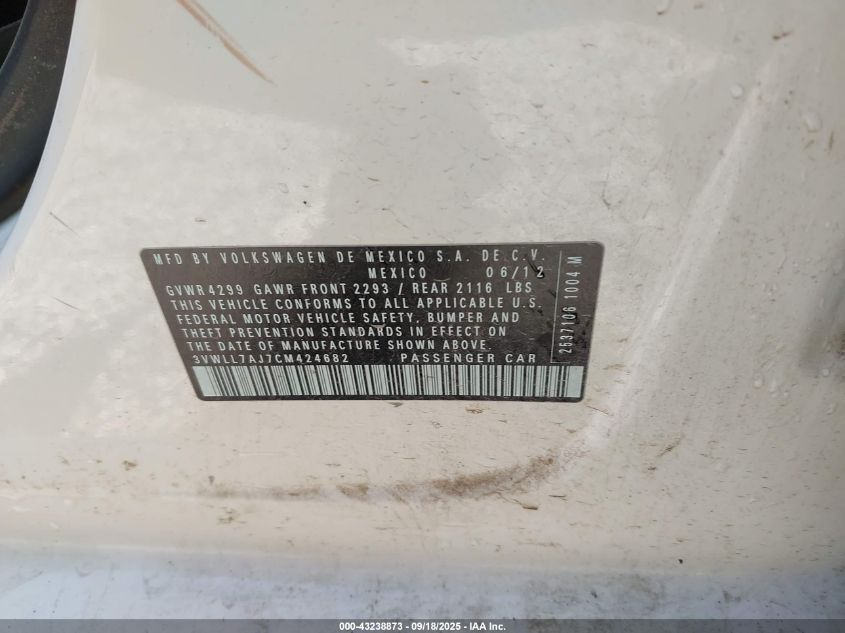 MFD BY VOLKSWAGEN DE MEXICO S.A. DE C.V.
MEXICO 06/12
GVWR 4299 GAWR FRONT 2293 / REAR 2116 LBS
THIS VEHICLE CONFORMS TO ALL APPLICABLE U.S.
FEDERAL MOTOR VEHICLE SAFETY, BUMPER AND
THEFT PREVENTION STANDARDS IN EFFECT ON
THE DATE OF MANUFACTURE SHOWN ABOVE.
3VWLL7AJ7CM424682 PASSENGER CAR
2637106 1004 M
000-43238873 - 09/18/2025 - IAA Inc.